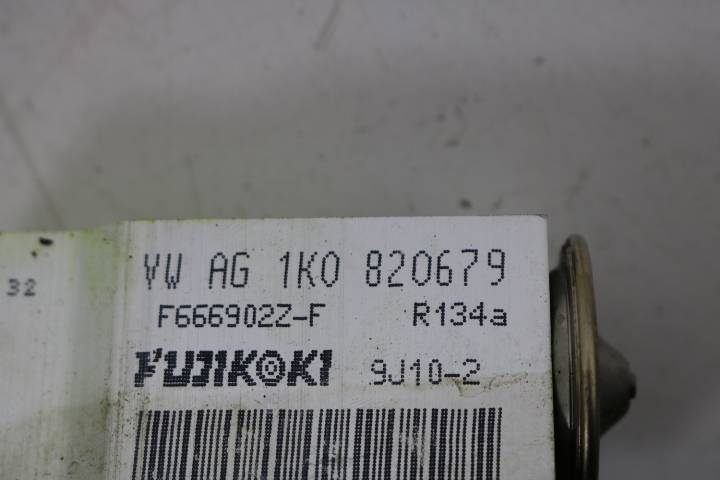 VW AG 1K0 820679
32
F666902Z-F R134a
FUJIKOKI 9J10-2